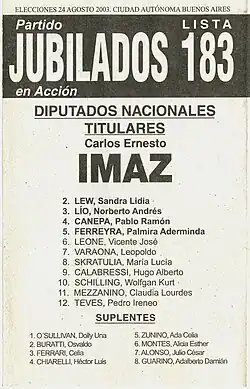 ELECCIONES 24 AGOSTO 2003. CIUDAD AUTÓNOMA BUENOS AIRES
Partido LISTA
JUBILADOS 183
en Acción
DIPUTADOS NACIONALES
TITULARES
Carlos Ernesto
IMAZ
2. LEW, Sandra Lidia
3. LÍO, Norberto Andrés
4. CANEPA, Pablo Ramón
5. FERREYRA, Palmira Aderminda
6. LEONE, Vicente José
7. VARAONA, Leopoldo
8. SKRATULIA, María Lucía
9. CALABRESSI, Hugo Alberto
10. SCHILLING, Wolfgan Kurt
11. MEZZANINO, Claudia Lourdes
12. TEVES, Pedro Ireneo
SUPLENTES
1. O'SULLIVAN, Dolly Una
2. BURATTI, Osvaldo
3. FERRARI, Celia
4. CHIARELLI, Héctor Luis
5. ZUNINO, Ada Celia
6. MONTES, Alicia Esther
7. ALONSO, Julio César
8. GUARINO, Adalberto Damián